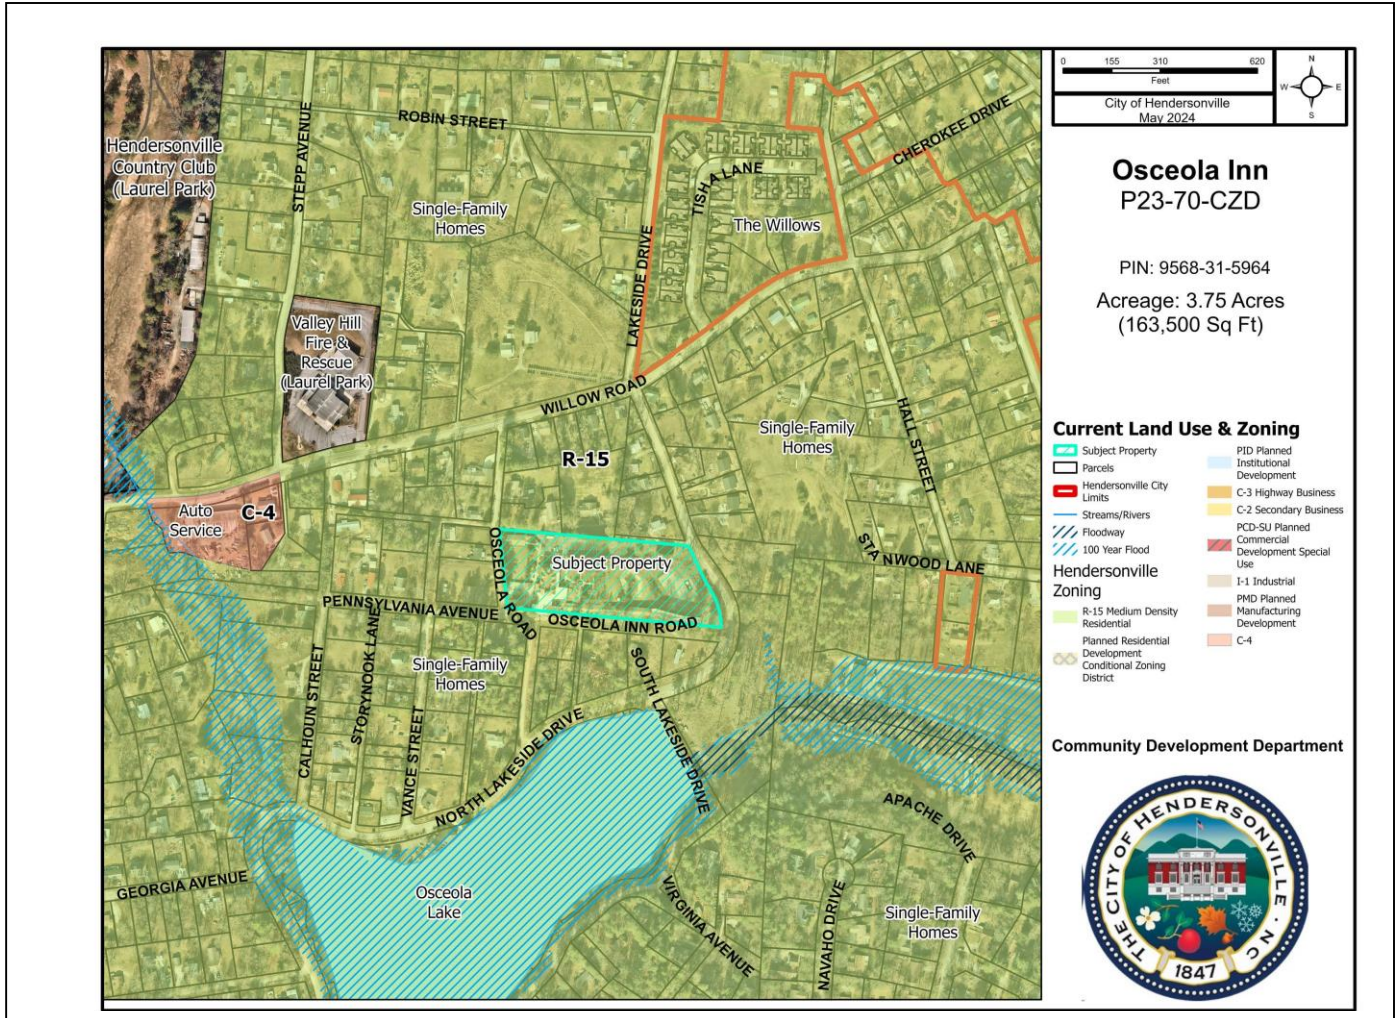 ROBIN STREET
STEPP AVENUE
CHEROKEE DRIVE
Hendersonville
Country Club
(Laurel Park)
TISHA LANE
Single-Family
Homes
The Willows
LAKESIDE DRIVE
Valley Hill
Fire &
Rescue
(Laurel Park)
WILLOW ROAD
HALL STREET
Single-Family
Homes
R-15
Auto
Service
C-4
OSCEOLA ROAD
Subject Property
STANWOOD LANE
PENNSYLVANIA AVENUE
OSCEOLA INN ROAD
CALHOUN STREET
STORYNOOK LANE
Single-Family
Homes
VANCE STREET
NORTH LAKESIDE DRIVE
SOUTH LAKESIDE DRIVE
APACHE DRIVE
GEORGIA AVENUE
Osceola
Lake
VIRGINIA AVENUE
NAVAHO DRIVE
Single-Family
Homes
0 155 310 620
Feet
City of Hendersonville
May 2024
N
W E
S
Osceola Inn
P23-70-CZD
PIN: 9568-31-5964
Acreage: 3.75 Acres
(163,500 Sq Ft)
Current Land Use & Zoning
Subject Property
Parcels
Hendersonville City
Limits
Streams/Rivers
Floodway
100 Year Flood
Hendersonville
Zoning
R-15 Medium Density
Residential
Planned Residential
Development
Conditional Zoning
District
PID Planned
Institutional
Development
C-3 Highway Business
C-2 Secondary Business
PCD-SU Planned
Commercial
Development Special
Use
I-1 Industrial
PMD Planned
Manufacturing
Development
C-4
Community Development Department
THE CITY OF HENDERSONVILLE · NC
1847